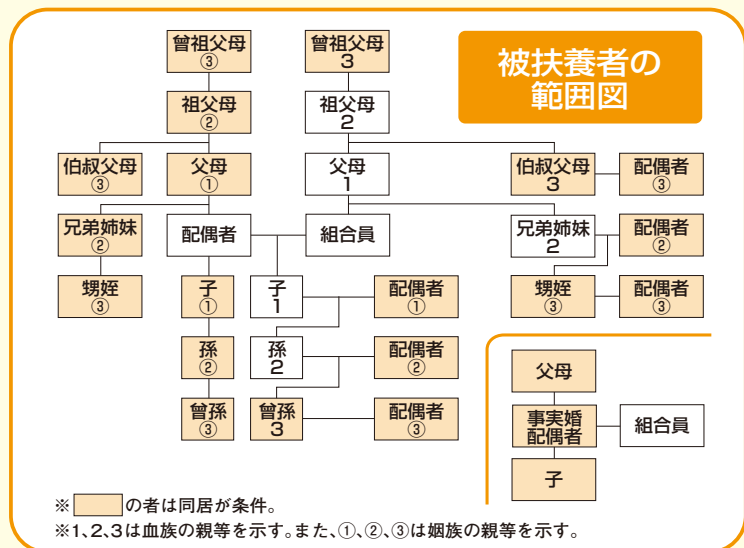 被扶養者の
範囲図
曾祖父母
③
曾祖父母
3
祖父母
②
祖父母
2
伯叔父母
③
父母
①
父母
1
伯叔父母
3
配偶者
③
兄弟姉妹
②
配偶者
組合員
兄弟姉妹
2
配偶者
②
甥姪
③
子
①
子
1
配偶者
①
甥姪
③
配偶者
③
孫
②
孫
2
配偶者
②
曾孫
③
曾孫
3
配偶者
③
父母
事実婚
配偶者
組合員
子
※ の者は同居が条件。
※1、2、3は血族の親等を示す。また、①、②、③は姻族の親等を示す。